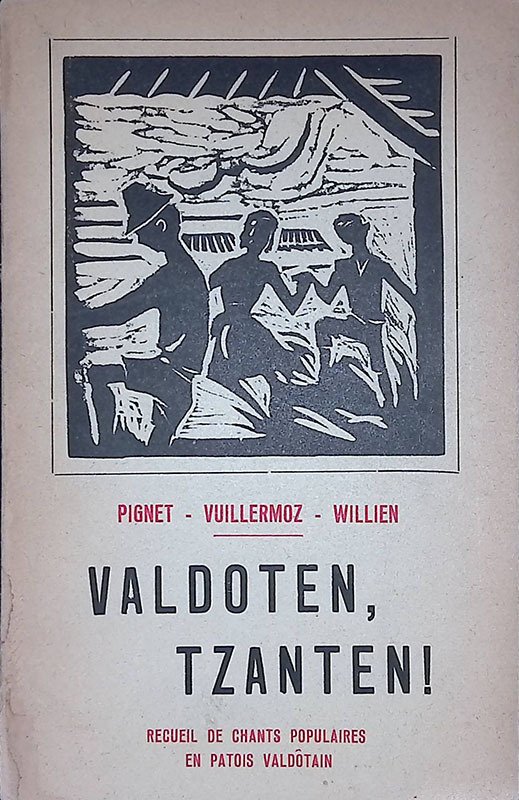 PIGNET - VUILLERMOZ - WILLIEN
VALDOTEN,
TZANTEN!
RECUEIL DE CHANTS POPULAIRES
EN PATOIS VALDÔTAIN